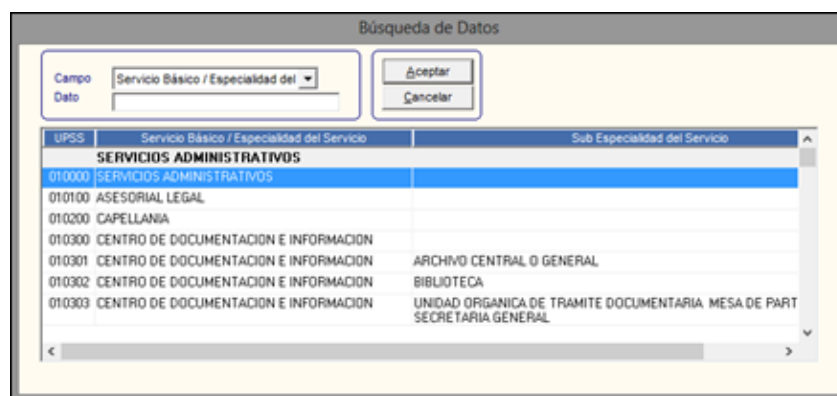 Búsqueda de Datos
Campo
Servicio Básico / Especialidad del
Aceptar
Dato
Cancelar
UPSS Servicio Básico / Especialidad del Servicio Sub Especialidad del Servicio
SERVICIOS ADMINISTRATIVOS
010000 SERVICIOS ADMINISTRATIVOS
010100 ASESORIAL LEGAL
010200 CAPELLANIA
010300 CENTRO DE DOCUMENTACION E INFORMACION
010301 CENTRO DE DOCUMENTACION E INFORMACION ARCHIVO CENTRAL O GENERAL
010302 CENTRO DE DOCUMENTACION E INFORMACION BIBLIOTECA
010303 CENTRO DE DOCUMENTACION E INFORMACION UNIDAD ORGANICA DE TRAMITE DOCUMENTARIA MESA DE PART
SECRETARIA GENERAL